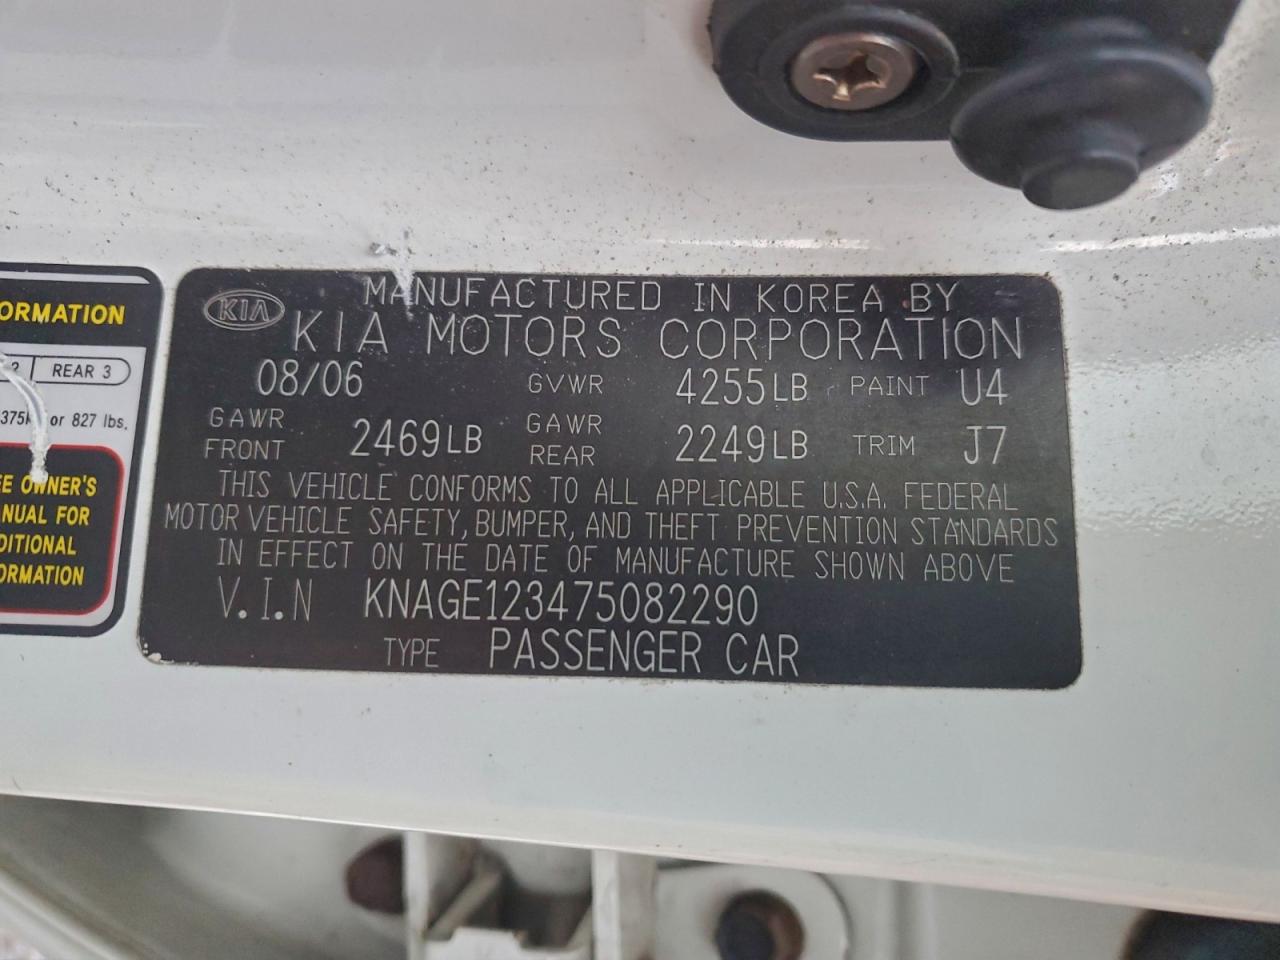 KIA
MANUFACTURED IN KOREA BY
KIA MOTORS CORPORATION
08/06 GVWR 4255LB PAINT U4
GAWR FRONT 2469LB GAWR REAR 2249LB TRIM J7
THIS VEHICLE CONFORMS TO ALL APPLICABLE U.S.A. FEDERAL
MOTOR VEHICLE SAFETY, BUMPER, AND THEFT PREVENTION STANDARDS
IN EFFECT ON THE DATE OF MANUFACTURE SHOWN ABOVE
V.I.N KNAGE123475082290
TYPE PASSENGER CAR
ORMATION
2 REAR 3
or 827 lbs.
EE OWNER'S
NUAL FOR
DITIONAL
ORMATION